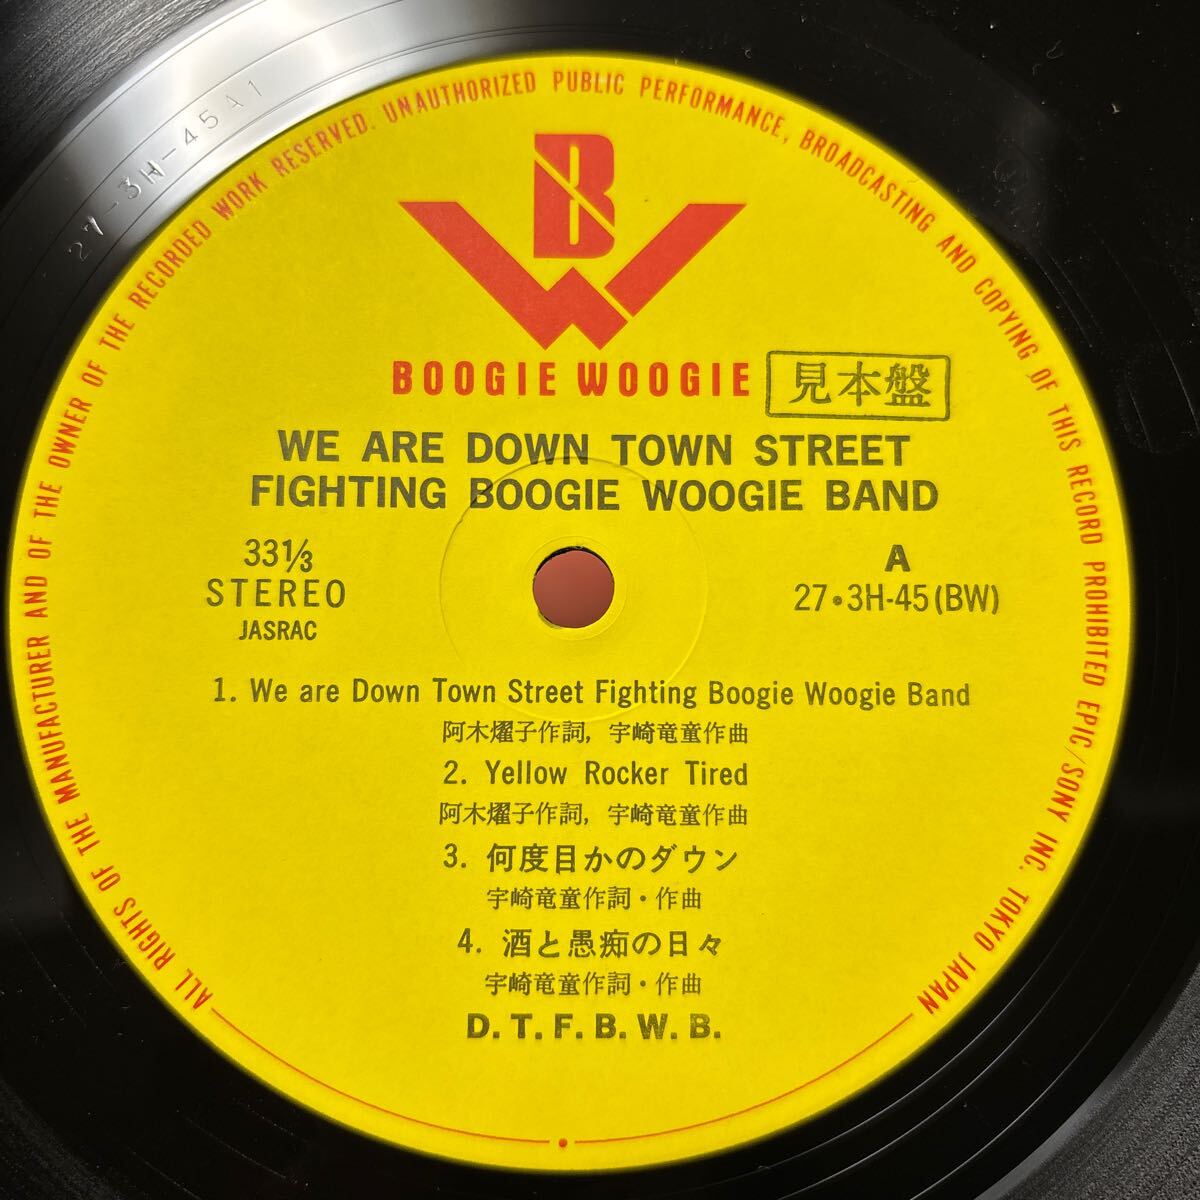 27-3H-45A1
ALL RIGHTS OF THE MANUFACTURER AND OF THE OWNER OF THE RECORDED WORK RESERVED. UNAUTHORIZED PUBLIC PERFORMANCE, BROADCASTING AND COPYING OF THIS RECORD PROHIBITED EPIC/SONY INC. TOKYO JAPAN
BW
BOOGIE WOOGIE
見本盤
WE ARE DOWN TOWN STREET
FIGHTING BOOGIE WOOGIE BAND
33⅓
STEREO
JASRAC
A
27•3H-45(BW)
1. We are Down Town Street Fighting Boogie Woogie Band
阿木燿子作詞, 宇崎竜童作曲
2. Yellow Rocker Tired
阿木燿子作詞, 宇崎竜童作曲
3. 何度目かのダウン
宇崎竜童作詞・作曲
4. 酒と愚痴の日々
宇崎竜童作詞・作曲
D. T. F. B. W. B.